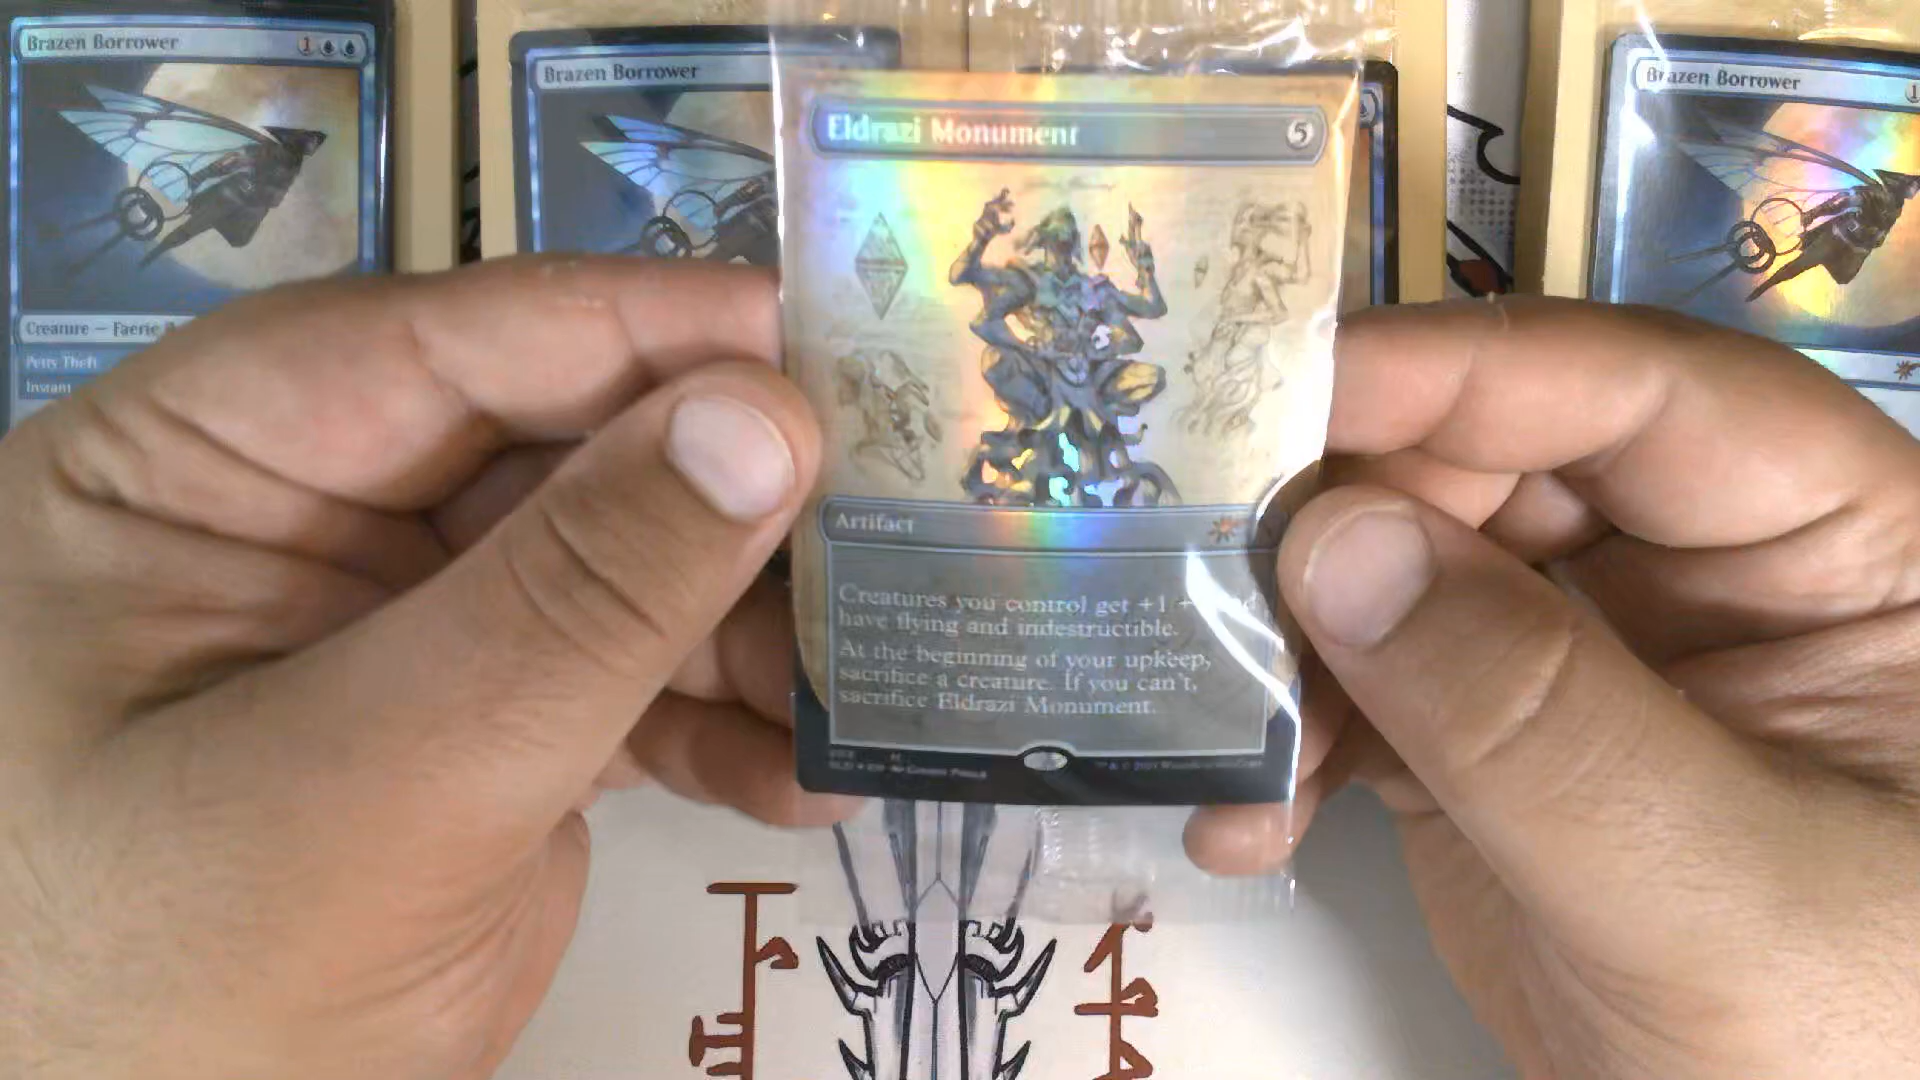 Brazen Borrower 1
Creature — Faerie
Petty Theft
Instant
Brazen Borrower
Brazen Borrower 1
Eldrazi Monument 5
Artifact
Creatures you control get +1
have flying and indestructible.
At the beginning of your upkeep,
sacrifice a creature. If you can't,
sacrifice Eldrazi Monument.